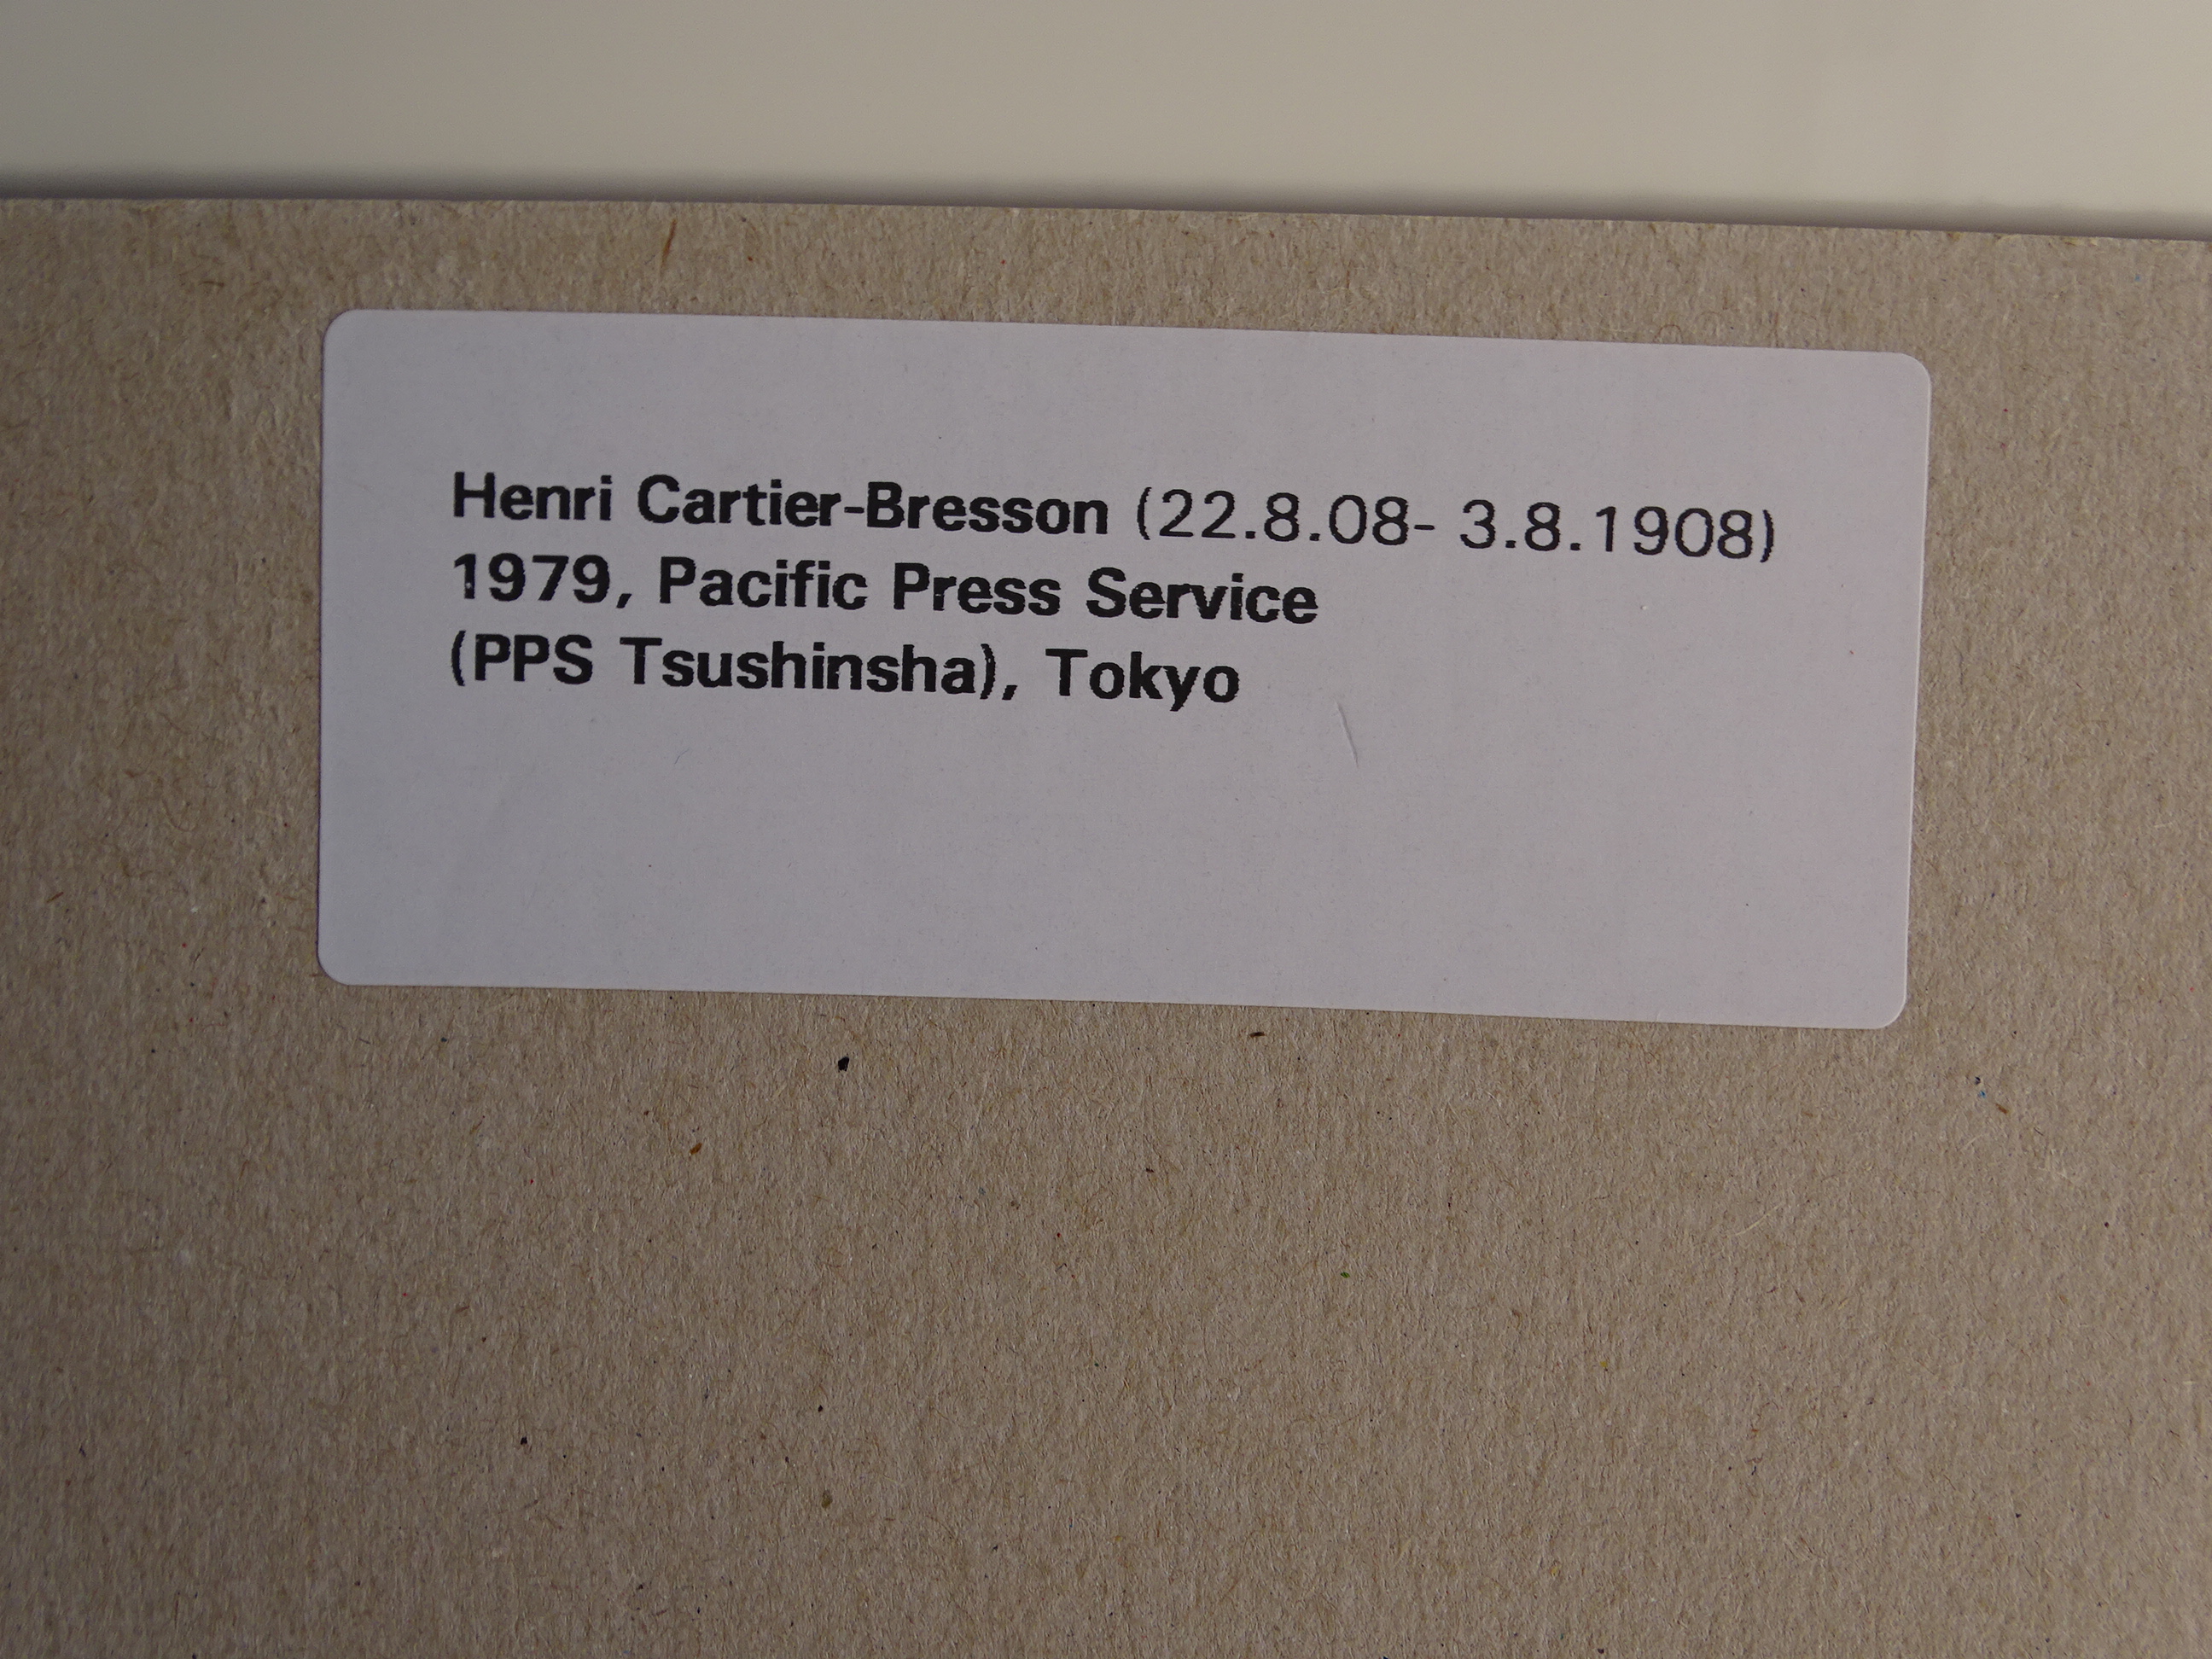 Henri Cartier-Bresson (22.8.08- 3.8.1908)
1979, Pacific Press Service
(PPS Tsushinsha), Tokyo